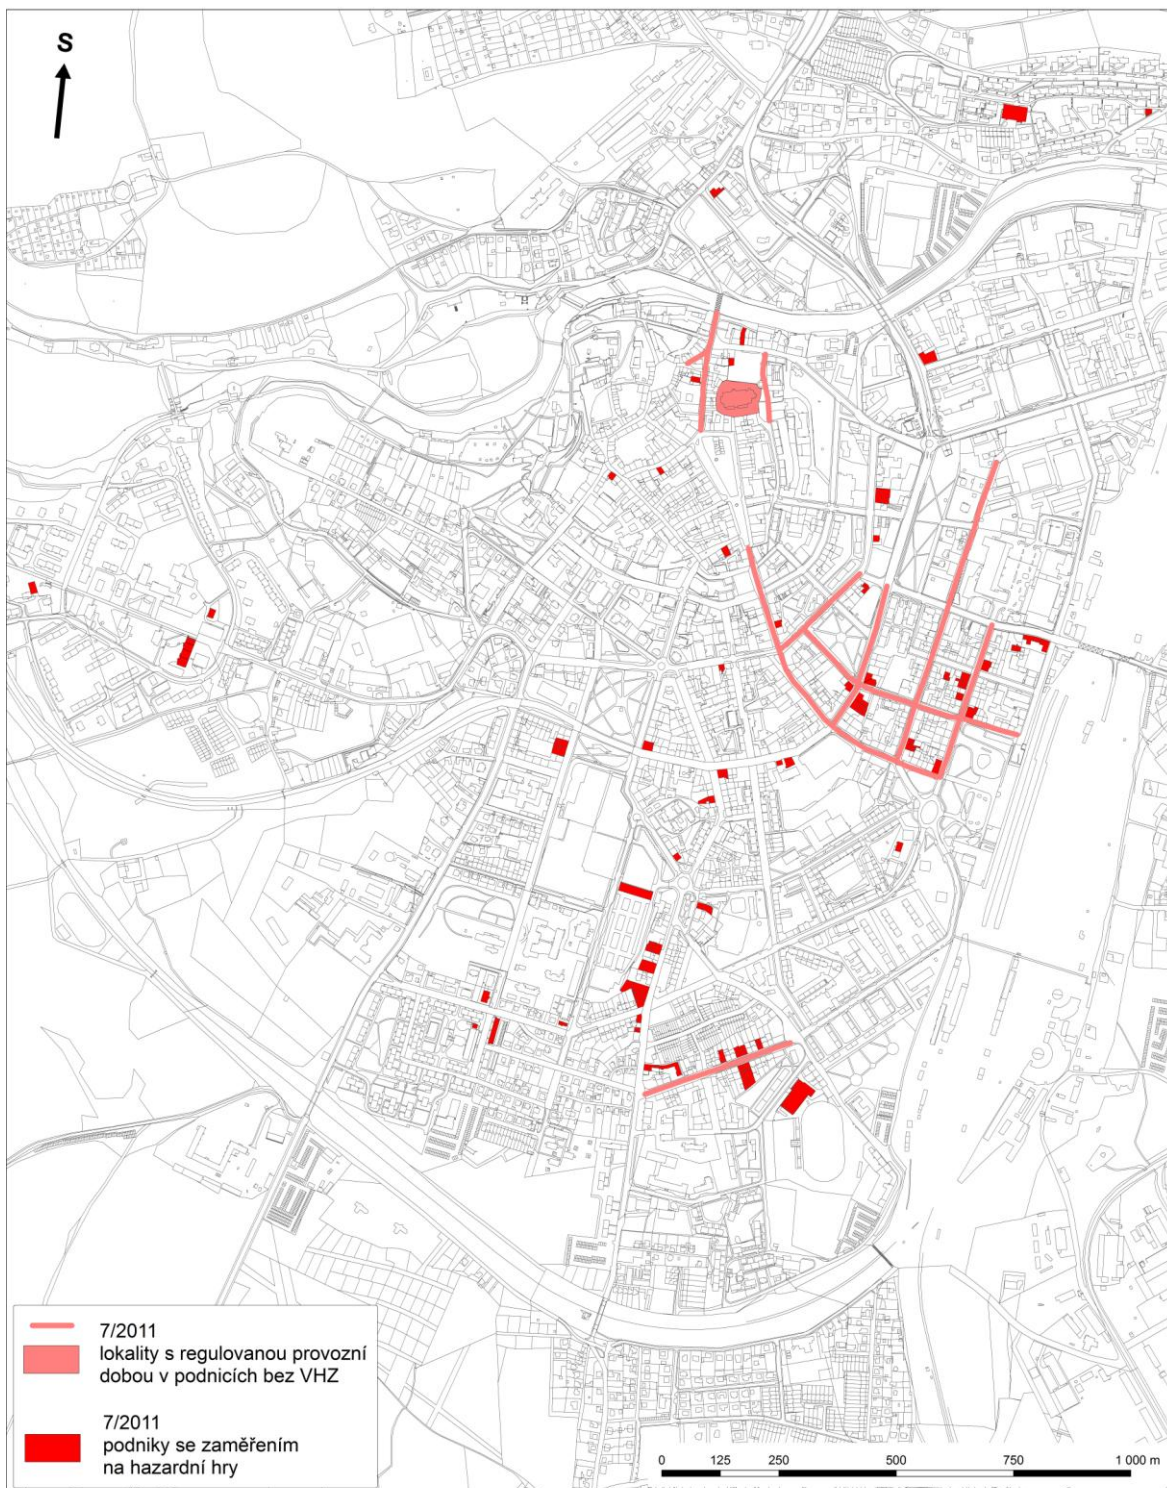 S
7/2011
lokality s regulovanou provozní
dobou v podnicích bez VHZ
7/2011
podniky se zaměřením
na hazardní hry
0 125 250 500 750 1 000 m